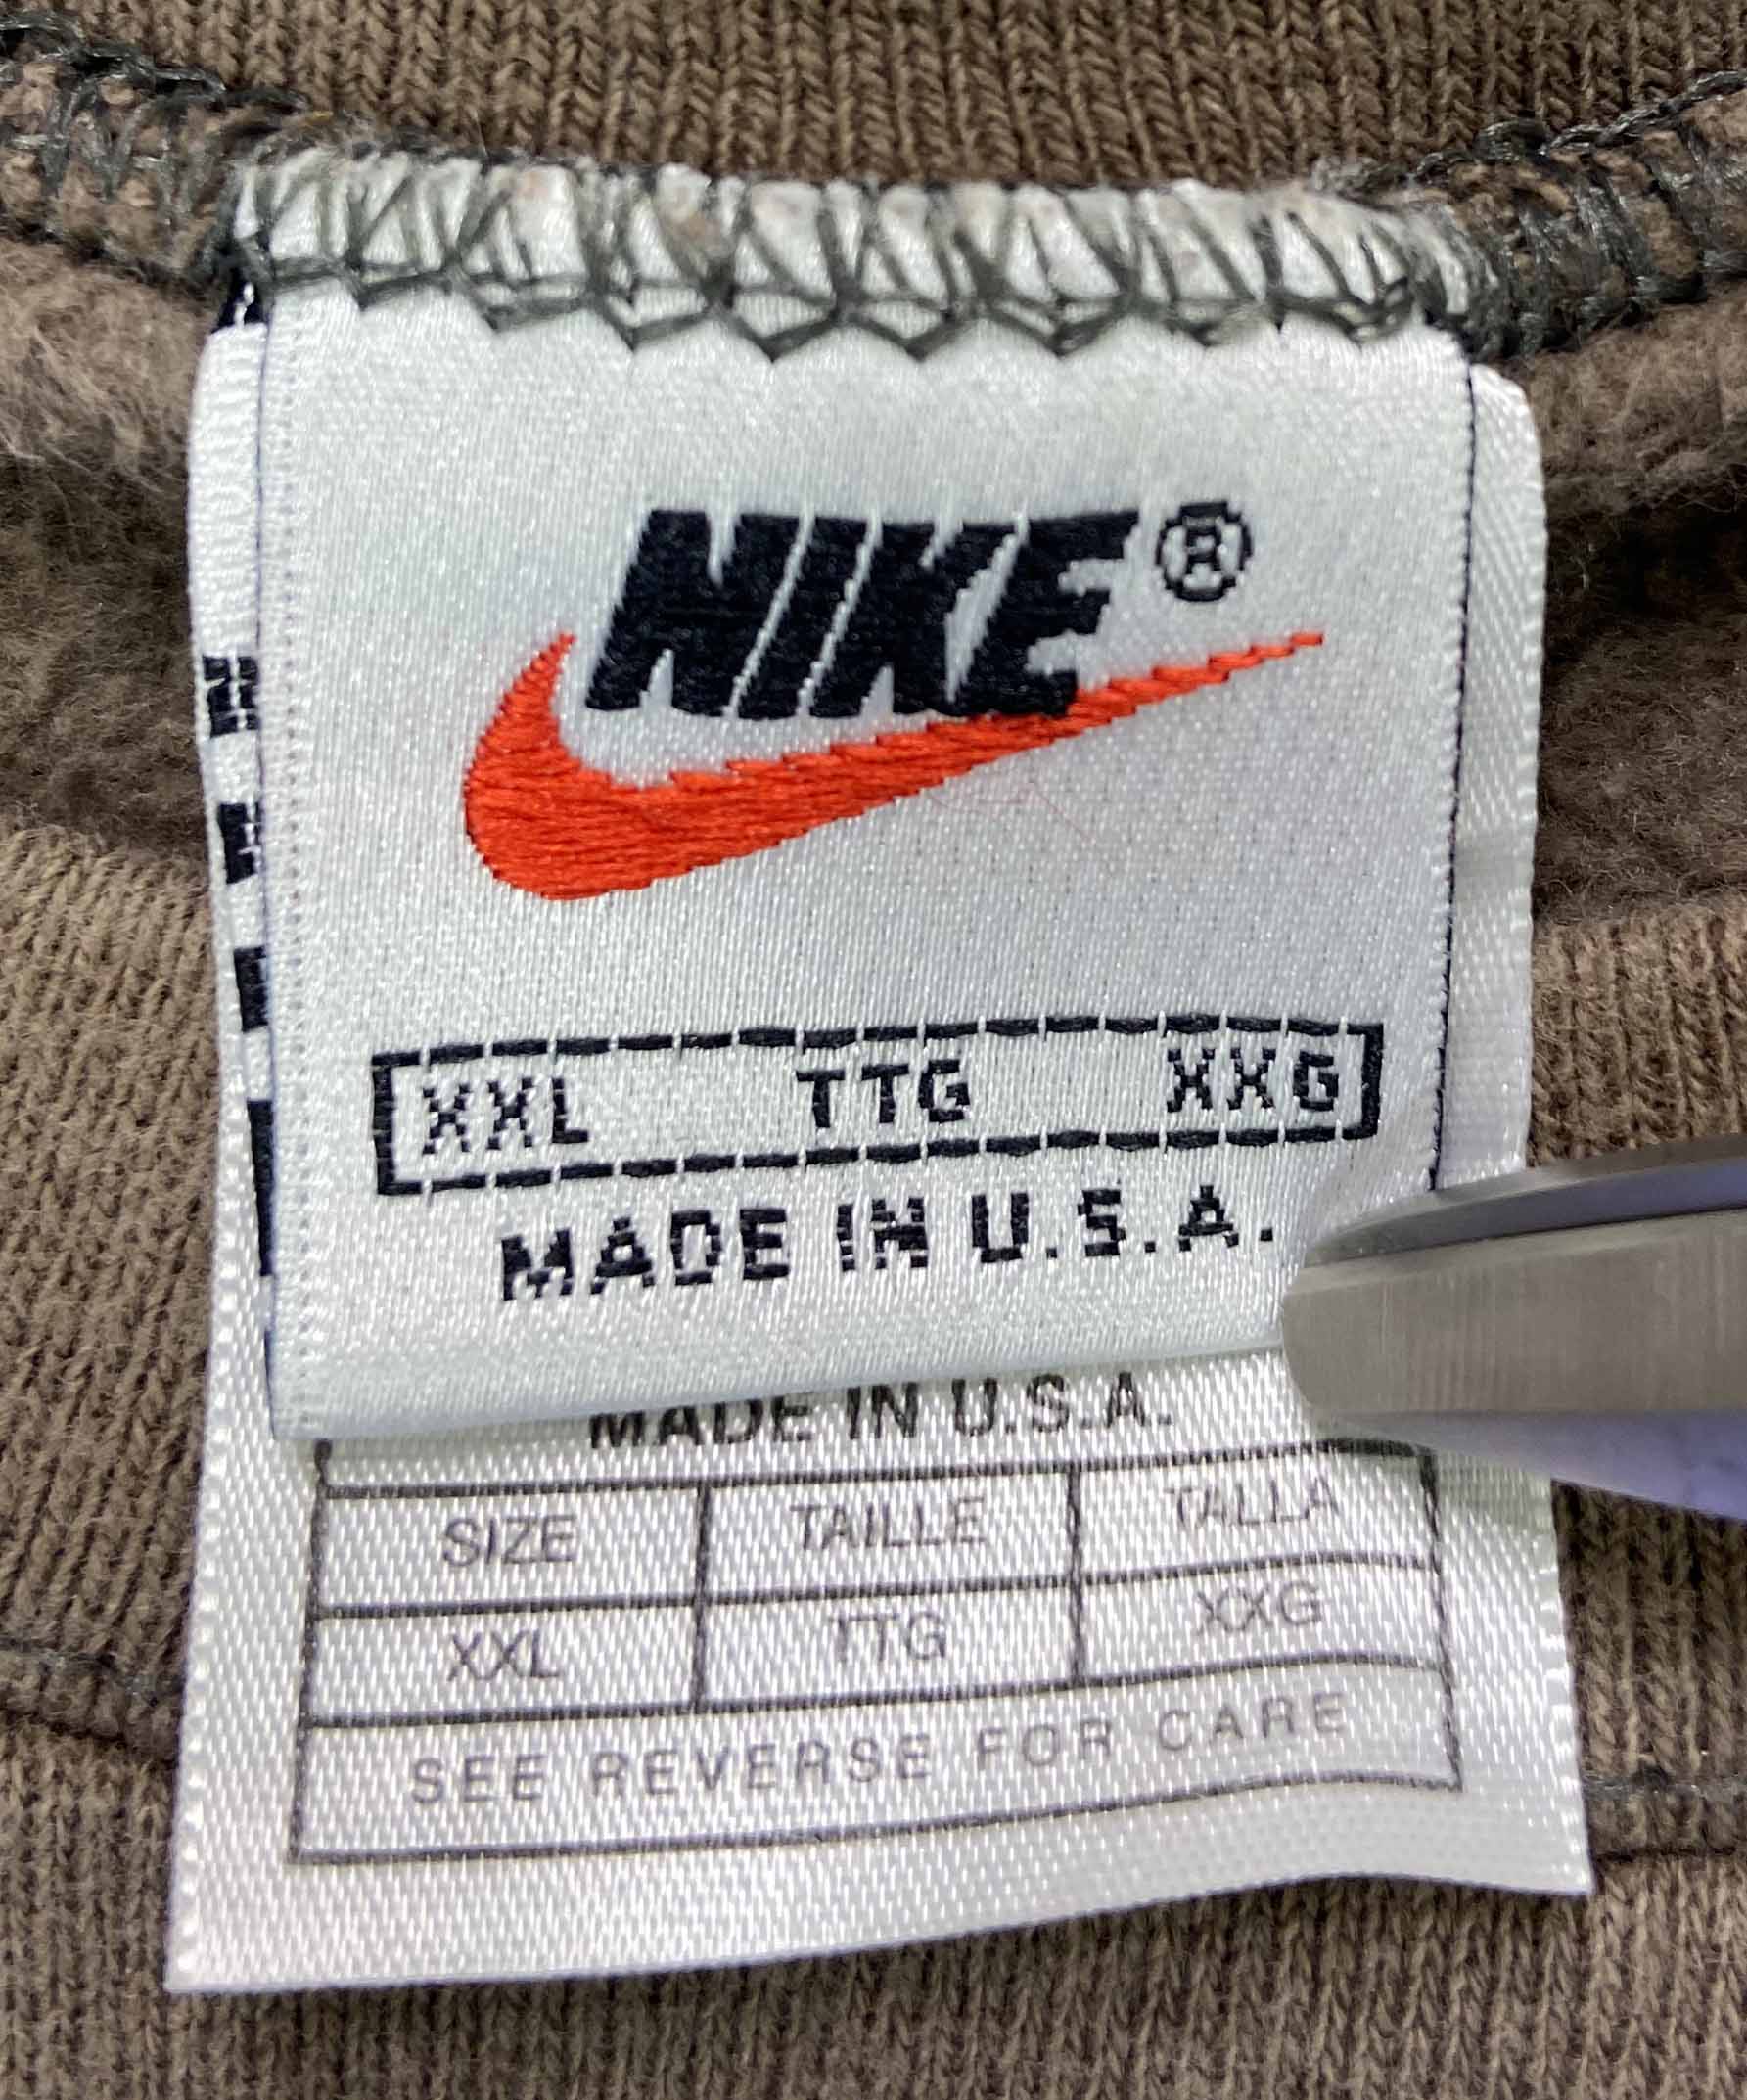 NIKE®
XXL TTG XXG
MADE IN U.S.A.
MADE IN U.S.A.
SIZE TAILLE TALLA
XXL TTG XXG
SEE REVERSE FOR CARE